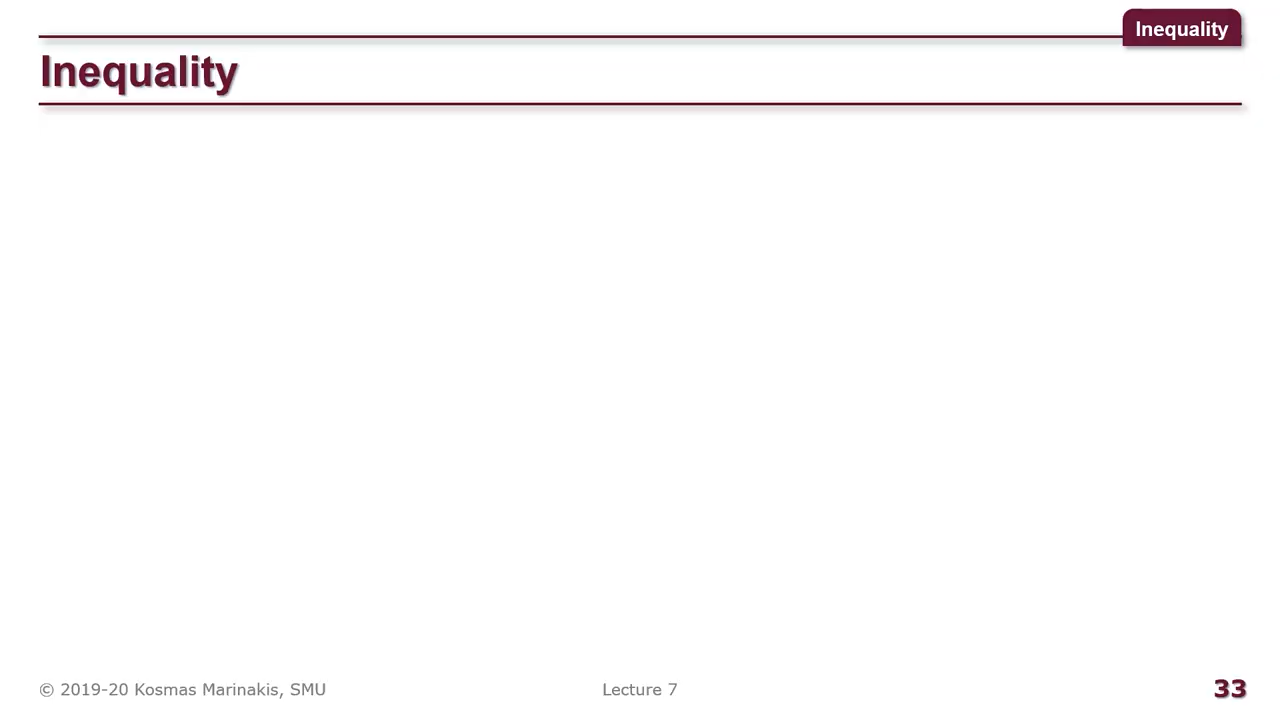 Inequality
Inequality
© 2019-20 Kosmas Marinakis, SMU
Lecture 7
33